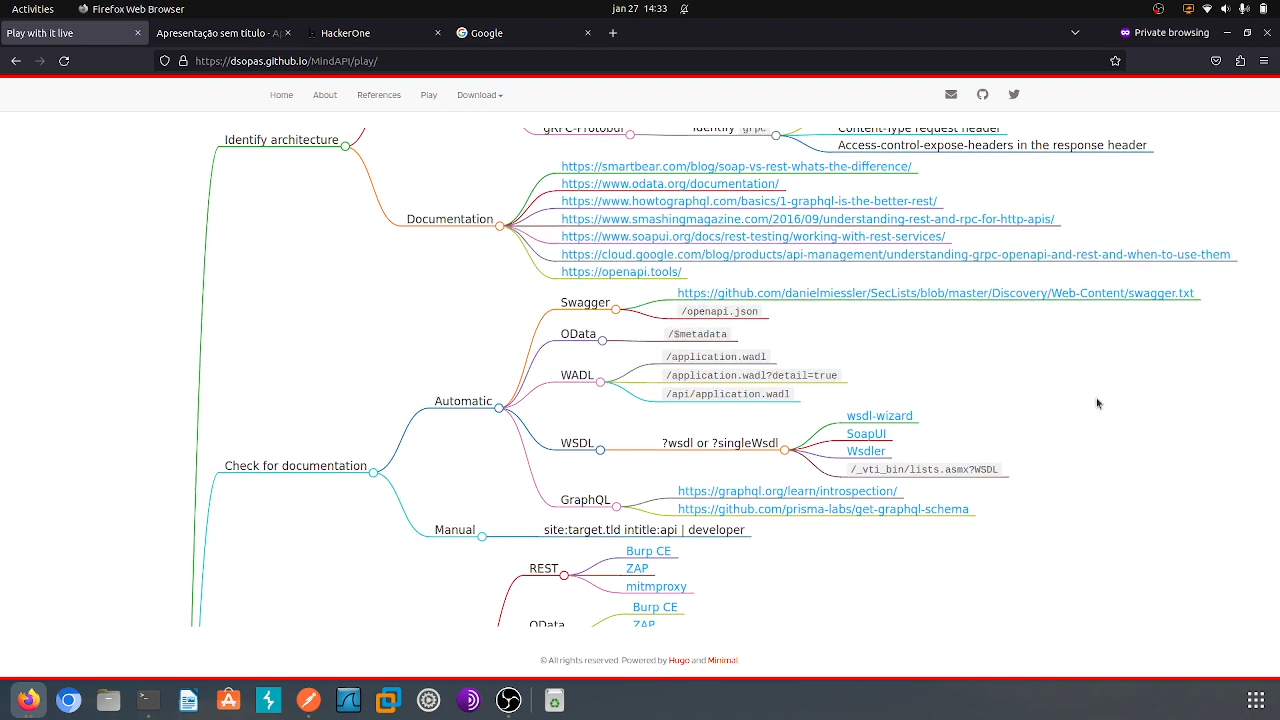 Activities
Firefox Web Browser
jan 27 14:33
Play with it live
Apresentação sem título - Ap
HackerOne
Google
Private browsing
https://dsopas.github.io/MindAPI/play/
Home
About
References
Play
Download
gRPC-Protobuf
Identify grpc
Content-Type request header
Identify architecture
Access-control-expose-headers in the response header
https://smartbear.com/blog/soap-vs-rest-whats-the-difference/
https://www.odata.org/documentation/
https://www.howtographql.com/basics/1-graphql-is-the-better-rest/
Documentation
https://www.smashingmagazine.com/2016/09/understanding-rest-and-rpc-for-http-apis/
https://www.soapui.org/docs/rest-testing/working-with-rest-services/
https://cloud.google.com/blog/products/api-management/understanding-grpc-openapi-and-rest-and-when-to-use-them
https://openapi.tools/
Swagger
https://github.com/danielmiessler/SecLists/blob/master/Discovery/Web-Content/swagger.txt
/openapi.json
OData
/$metadata
/application.wadl
WADL
/application.wadl?detail=true
/api/application.wadl
Automatic
wsdl-wizard
SoapUI
WSDL
?wsdl or ?singleWsdl
Wsdler
/_vti_bin/lists.asmx?WSDL
Check for documentation
GraphQL
https://graphql.org/learn/introspection/
https://github.com/prisma-labs/get-graphql-schema
Manual
site:target.tld intitle:api | developer
Burp CE
REST
ZAP
mitmproxy
Burp CE
OData
ZAP
© All rights reserved. Powered by Hugo and Minimal